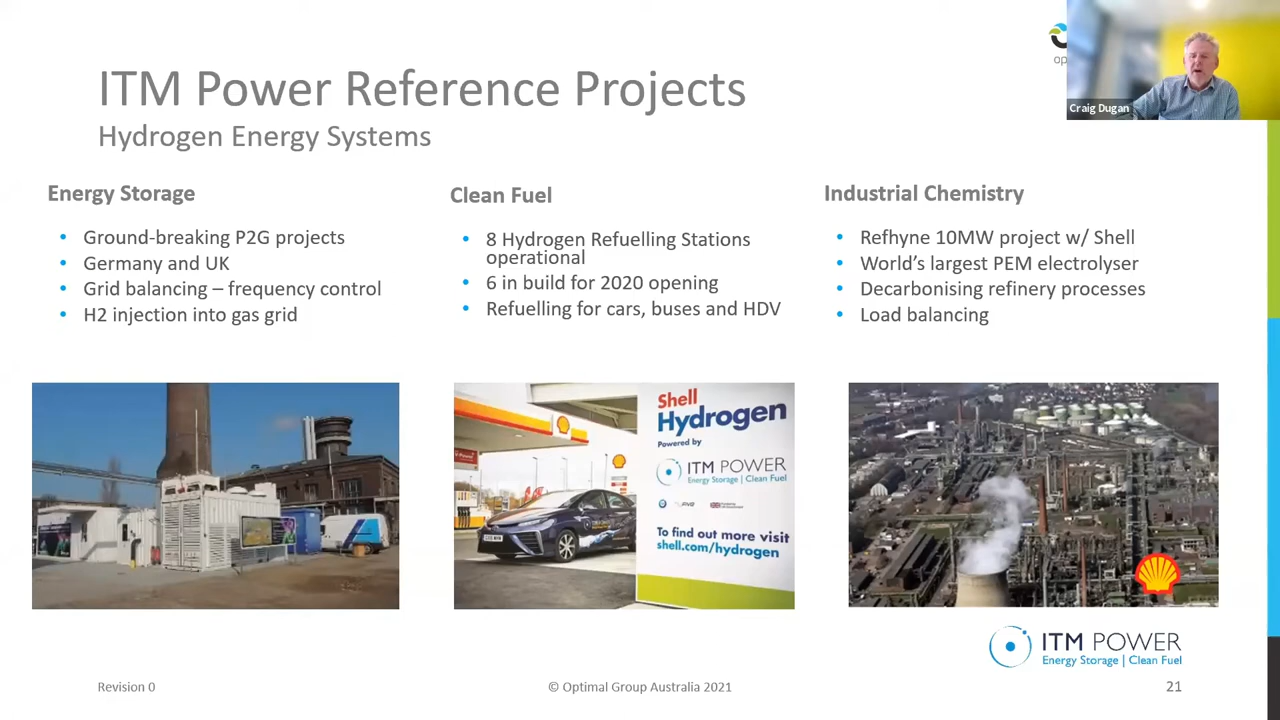 ITM Power Reference Projects
Hydrogen Energy Systems
op
Craig Dugan
Energy Storage
• Ground-breaking P2G projects
• Germany and UK
• Grid balancing – frequency control
• H2 injection into gas grid
Clean Fuel
• 8 Hydrogen Refuelling Stations
operational
• 6 in build for 2020 opening
• Refuelling for cars, buses and HDV
Industrial Chemistry
• Refhyne 10MW project w/ Shell
• World's largest PEM electrolyser
• Decarbonising refinery processes
• Load balancing
Shell
Hydrogen
Powered by
ITM POWER
Energy Storage | Clean Fuel
To find out more visit
shell.com/hydrogen
ITM POWER
Energy Storage | Clean Fuel
Revision 0
© Optimal Group Australia 2021
21